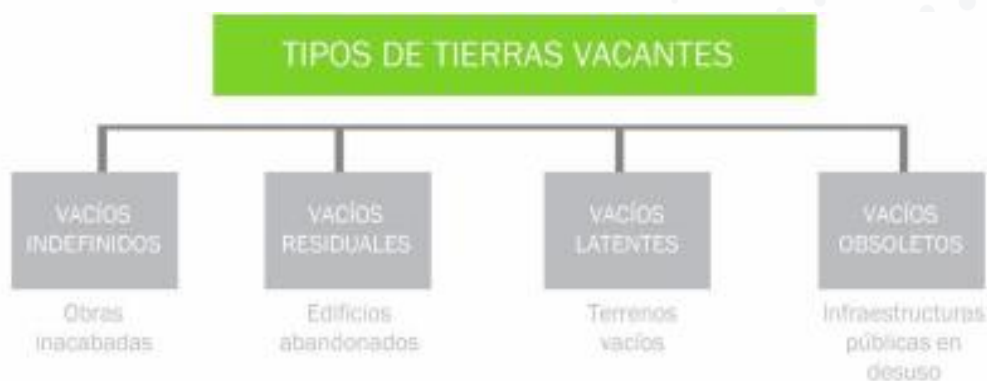 TIPOS DE TIERRAS VACANTES
VACÍOS
INDEFINIDOS
Obras
inacabadas
VACÍOS
RESIDUALES
Edificios
abandonados
VACÍOS
LATENTES
Terrenos
vacíos
VACÍOS
OBSOLETOS
Infraestructuras
públicas en
desuso